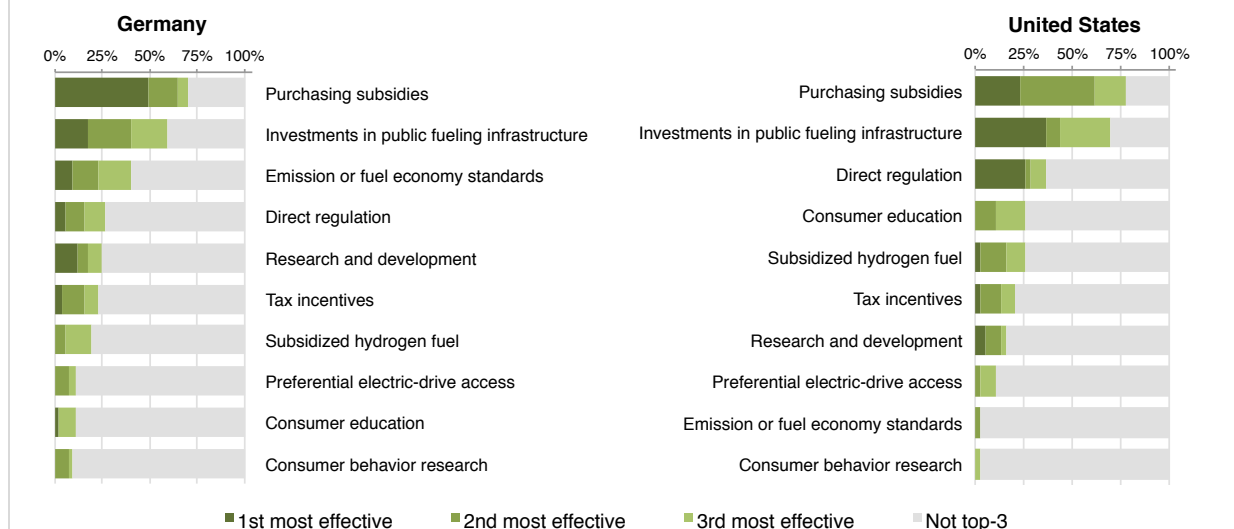 Germany
0% 25% 50% 75% 100%
Purchasing subsidies
Investments in public fueling infrastructure
Emission or fuel economy standards
Direct regulation
Research and development
Tax incentives
Subsidized hydrogen fuel
Preferential electric-drive access
Consumer education
Consumer behavior research
United States
0% 25% 50% 75% 100%
Purchasing subsidies
Investments in public fueling infrastructure
Direct regulation
Consumer education
Subsidized hydrogen fuel
Tax incentives
Research and development
Preferential electric-drive access
Emission or fuel economy standards
Consumer behavior research
1st most effective 2nd most effective 3rd most effective Not top-3